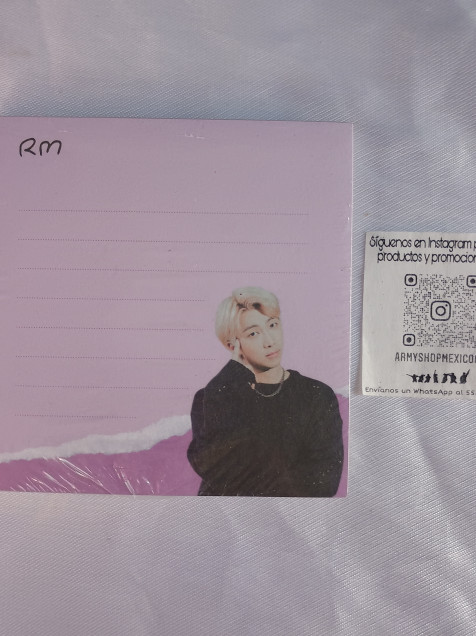 RM
Síguenos en Instagram p
productos y promocion
ARMYSHOPMEXICO
Envíanos un WhatsApp al 55